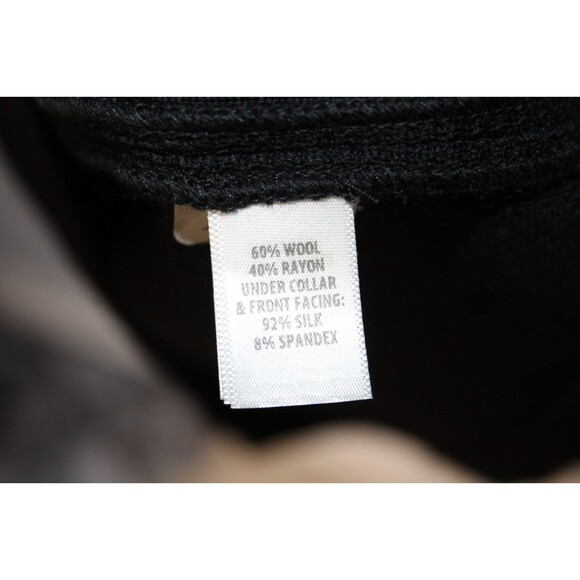 60% WOOL
40% RAYON
UNDER COLLAR
& FRONT FACING:
92% SILK
8% SPANDEX